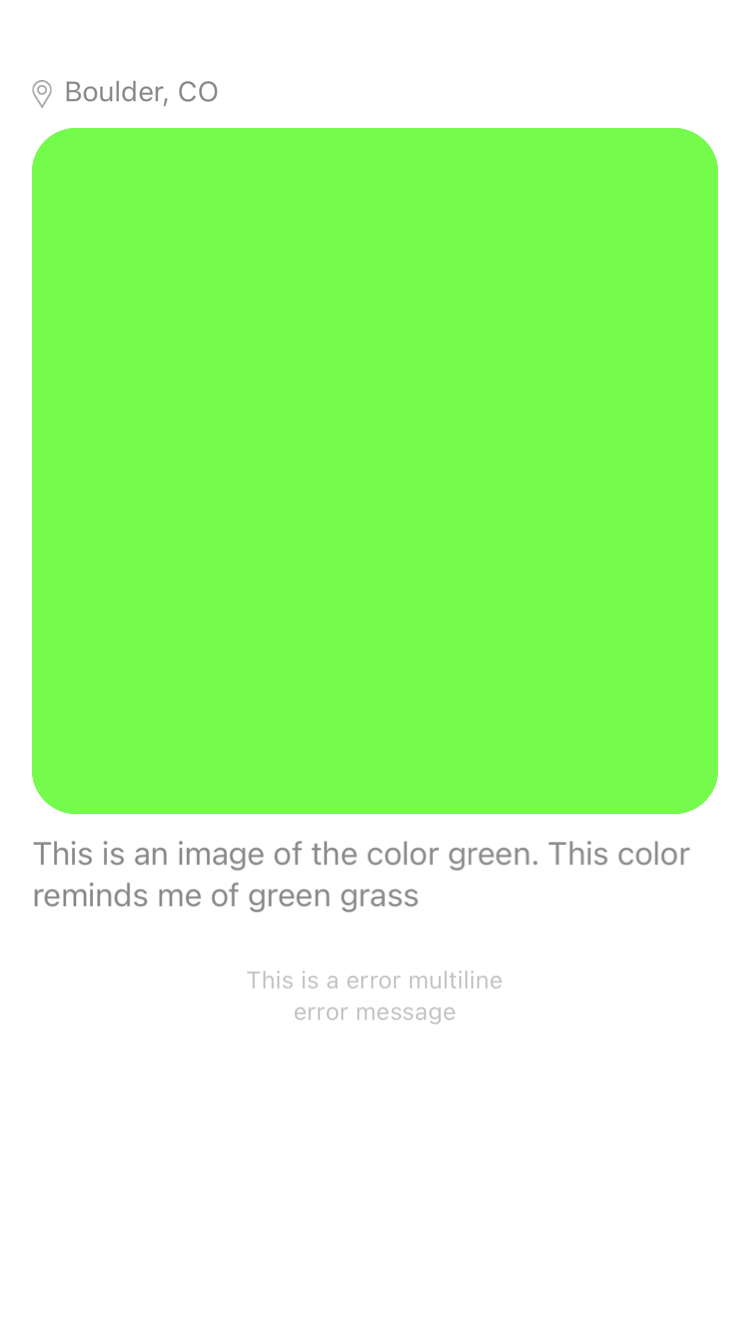 Boulder, CO
This is an image of the color green. This color
reminds me of green grass
This is a error multiline
error message